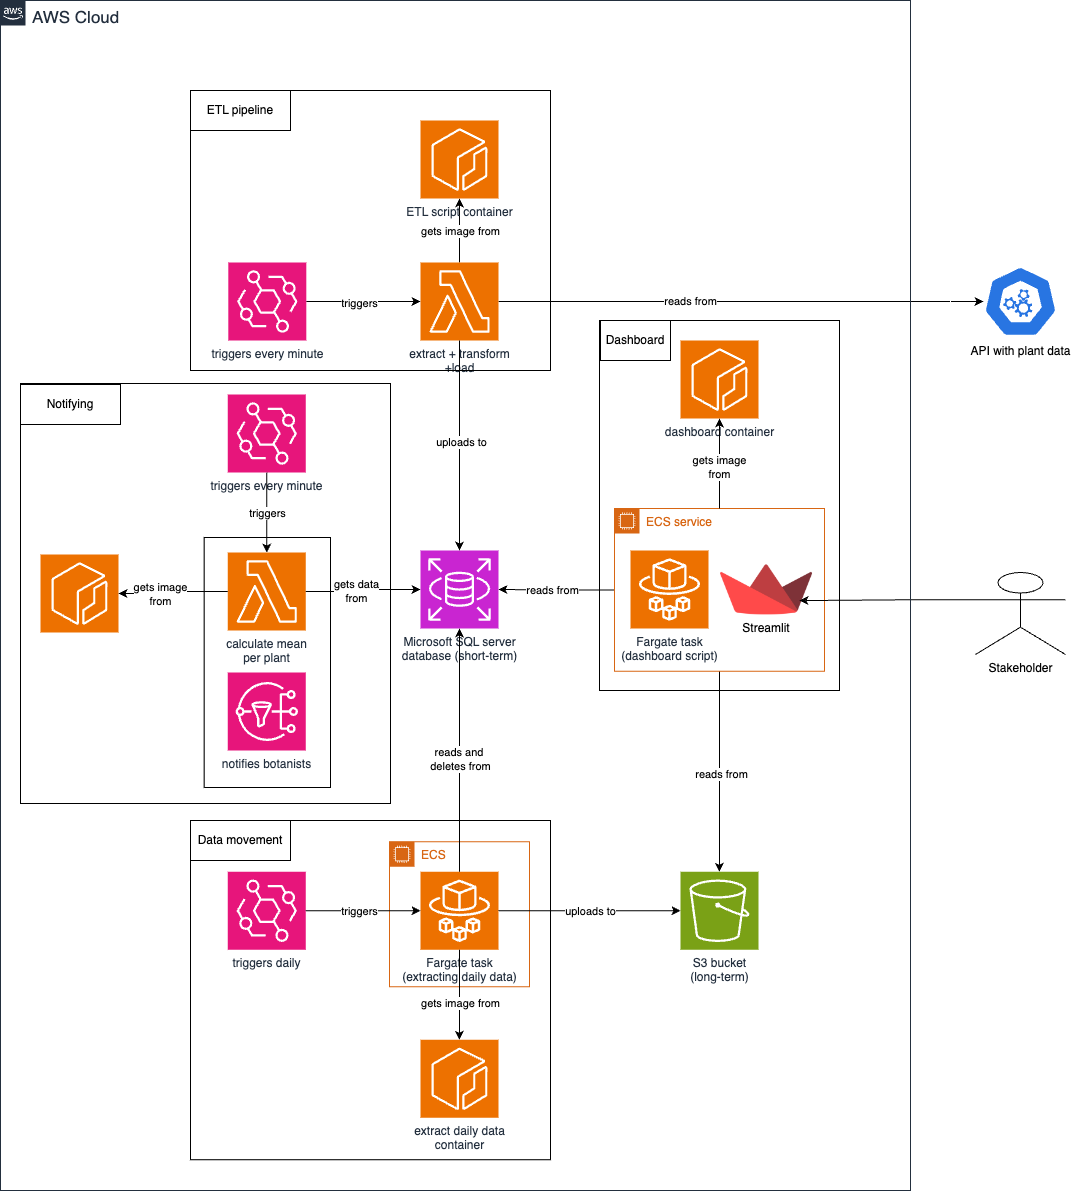 aws
AWS Cloud
ETL pipeline
ETL script container
gets image from
triggers
reads from
triggers every minute
extract + transform
+load
API with plant data
Dashboard
dashboard container
gets image
from
Notifying
triggers every minute
triggers
uploads to
ECS service
gets image
from
gets data
from
reads from
calculate mean
per plant
Microsoft SQL server
database (short-term)
Fargate task
(dashboard script)
Streamlit
Stakeholder
notifies botanists
reads and
deletes from
reads from
Data movement
ECS
triggers
uploads to
triggers daily
Fargate task
(extracting daily data)
S3 bucket
(long-term)
gets image from
extract daily data
container